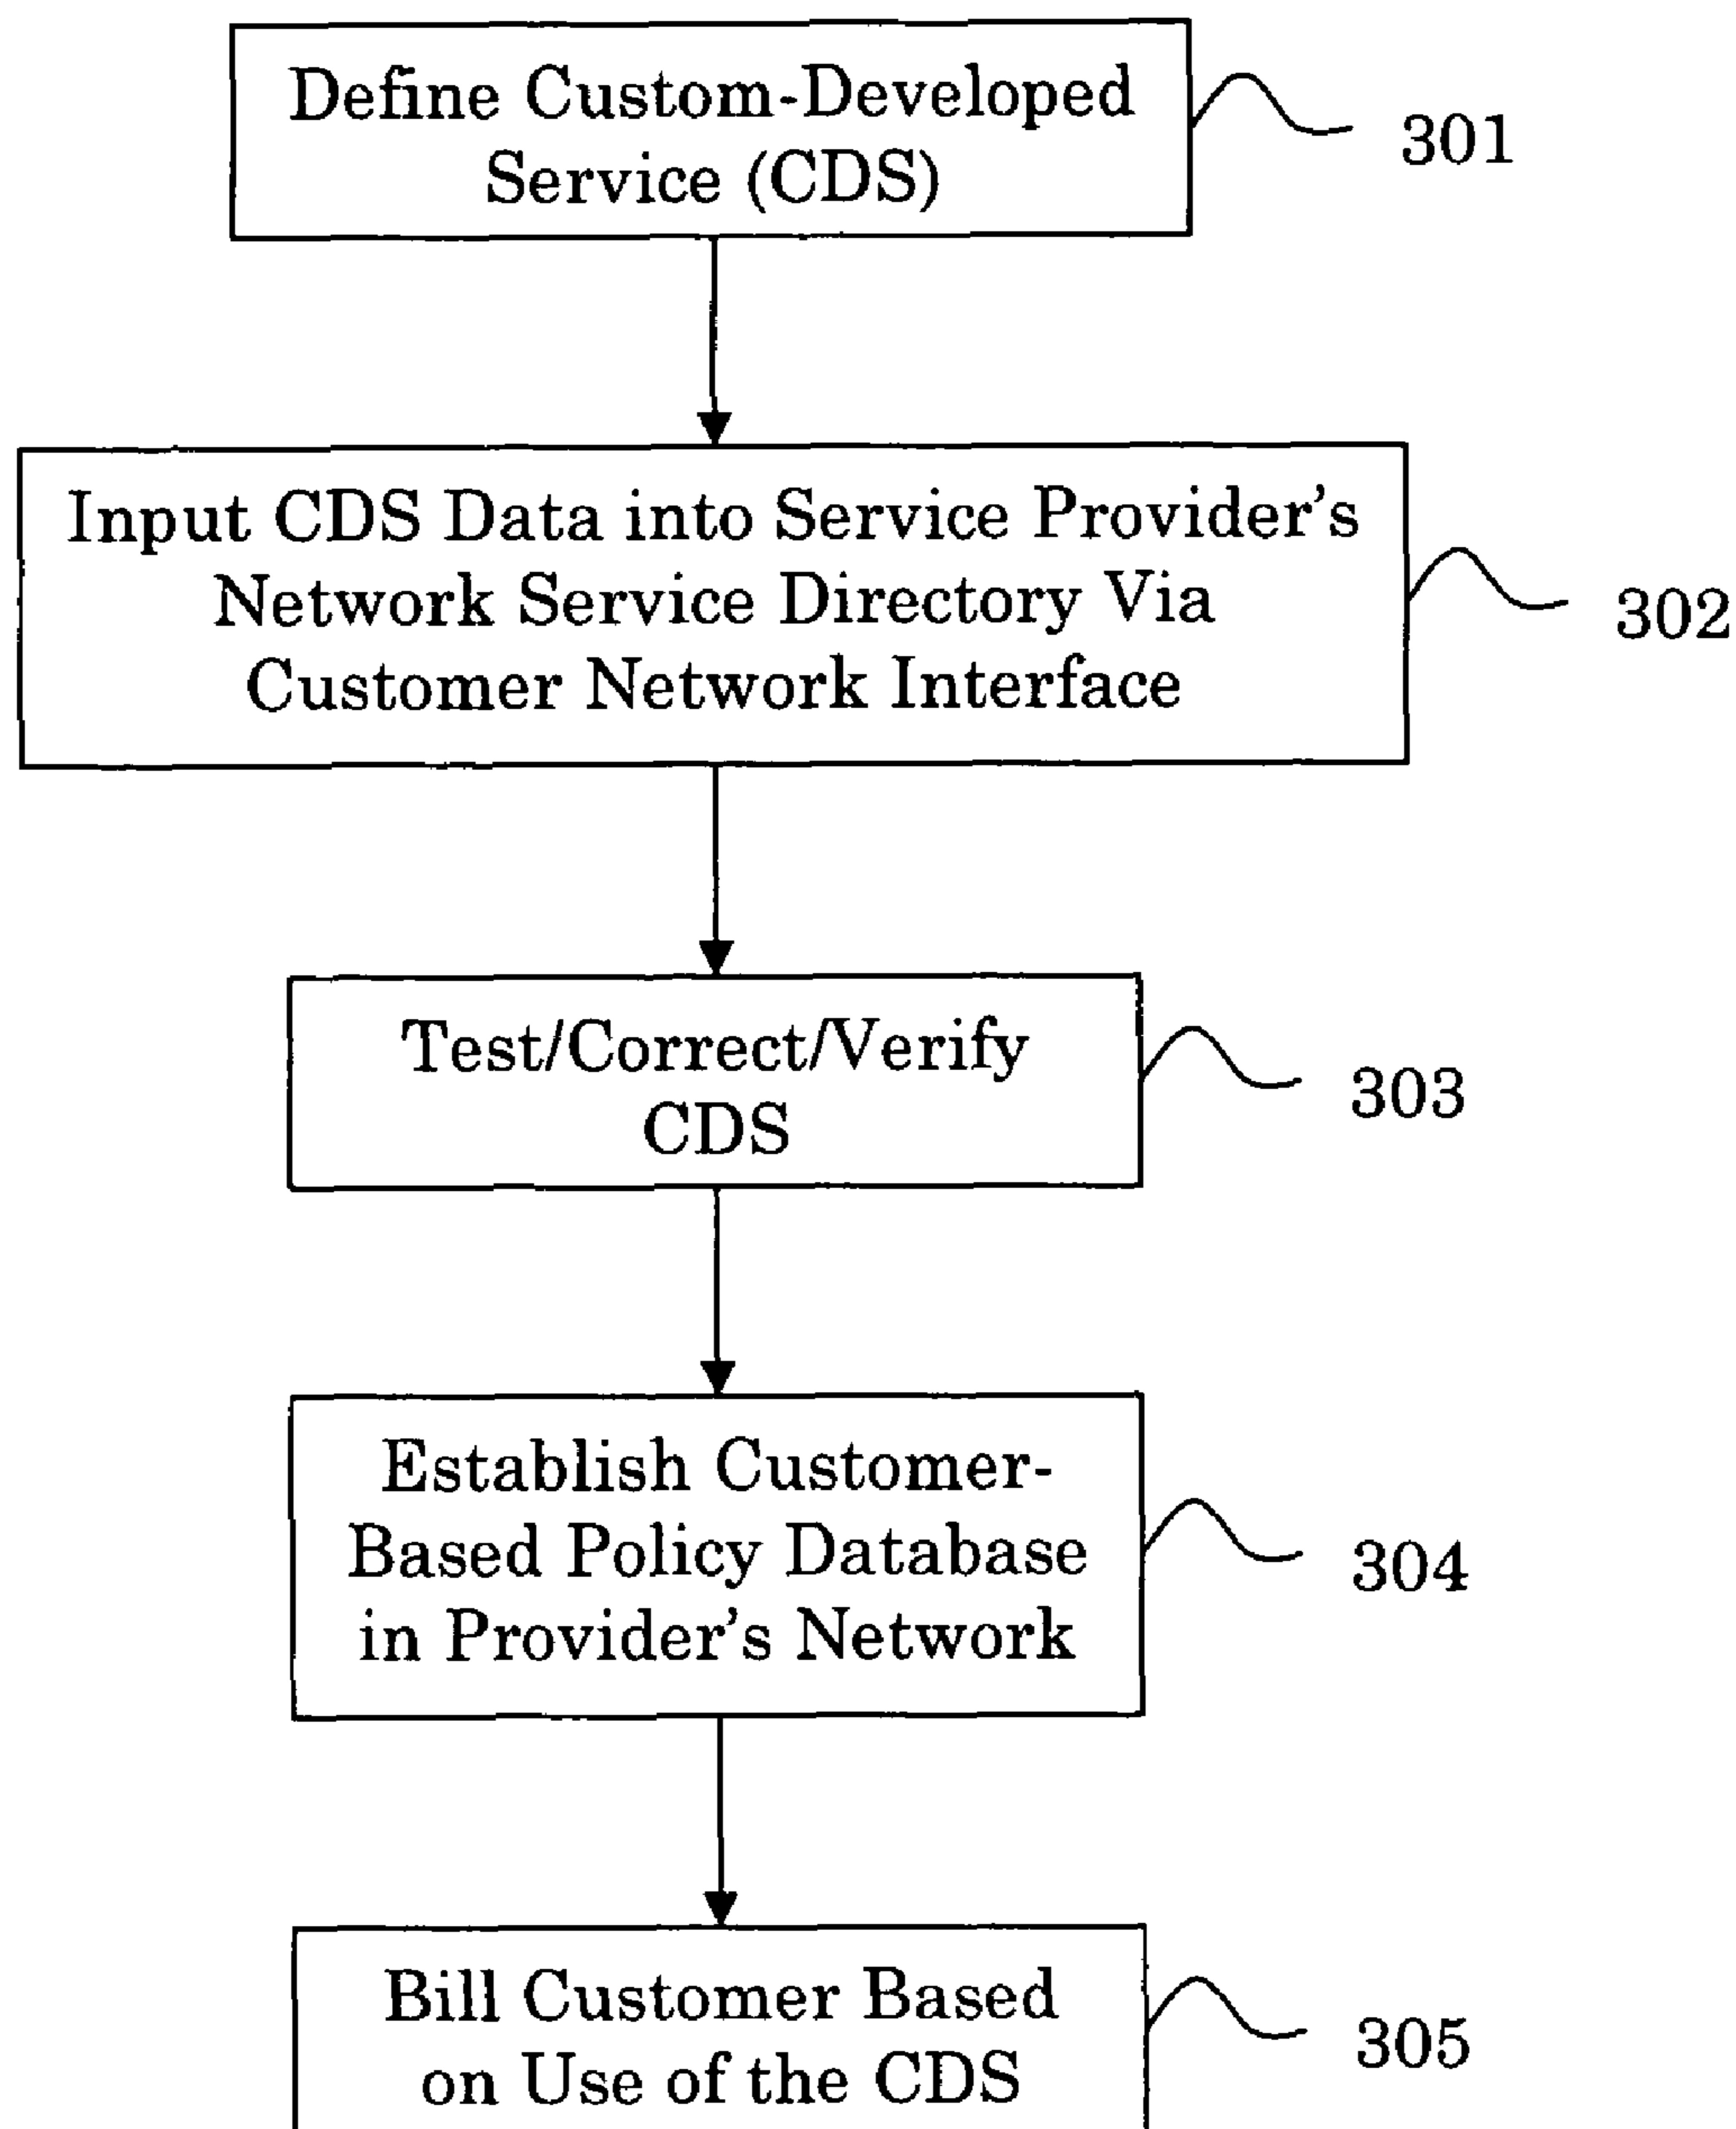 Define Custom-Developed
Service (CDS)
301
Input CDS Data into Service Provider's
Network Service Directory Via
Customer Network Interface
302
Test/Correct/Verify
CDS
303
Establish Customer-
Based Policy Database
in Provider's Network
304
Bill Customer Based
on Use of the CDS
305